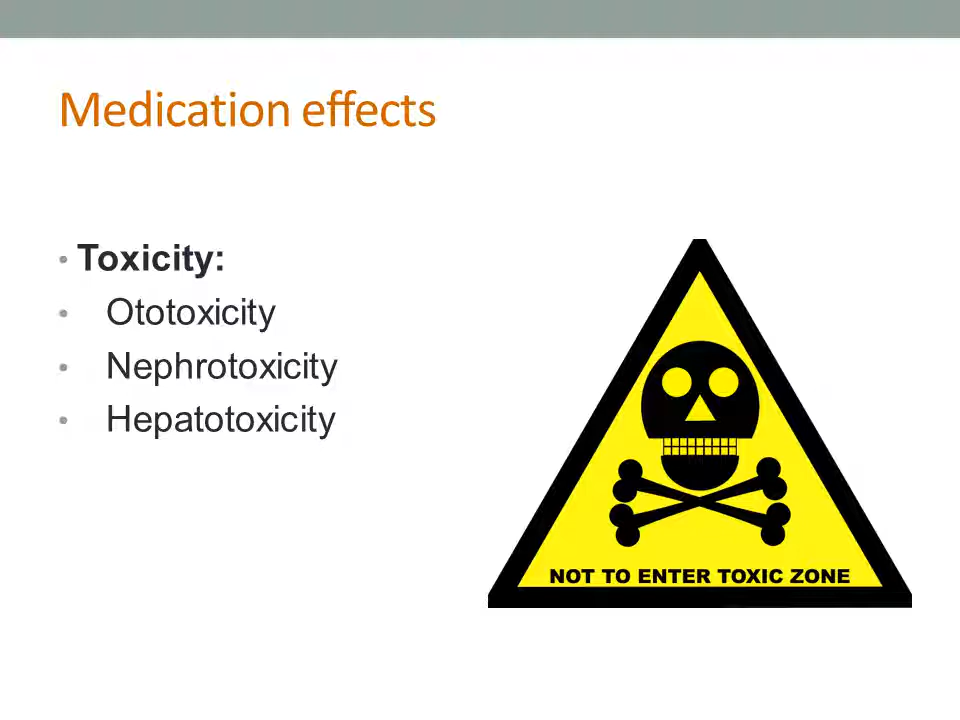 Medication effects
• Toxicity:
• Ototoxicity
• Nephrotoxicity
• Hepatotoxicity
NOT TO ENTER TOXIC ZONE